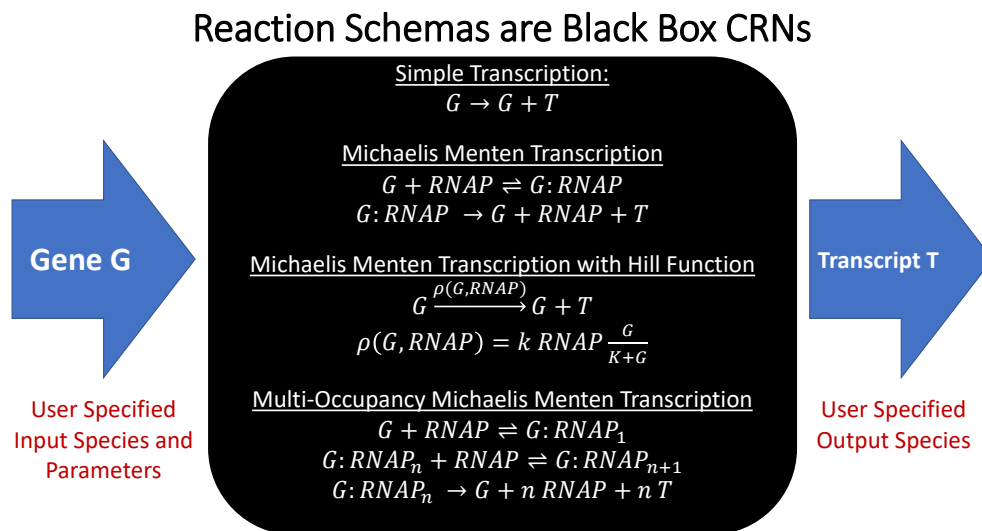 Reaction Schemas are Black Box CRNs
Simple Transcription:
G → G + T
Michaelis Menten Transcription
G + RNAP ⇌ G:RNAP
G:RNAP → G + RNAP + T
Michaelis Menten Transcription with Hill Function
G \xrightarrow{ρ(G,RNAP)} G + T
ρ(G,RNAP) = k RNAP \frac{G}{K+G}
Multi-Occupancy Michaelis Menten Transcription
G + RNAP ⇌ G:RNAP₁
G:RNAPₙ + RNAP ⇌ G:RNAPₙ₊₁
G:RNAPₙ → G + n RNAP + n T
Gene G
User Specified
Input Species and
Parameters
Transcript T
User Specified
Output Species